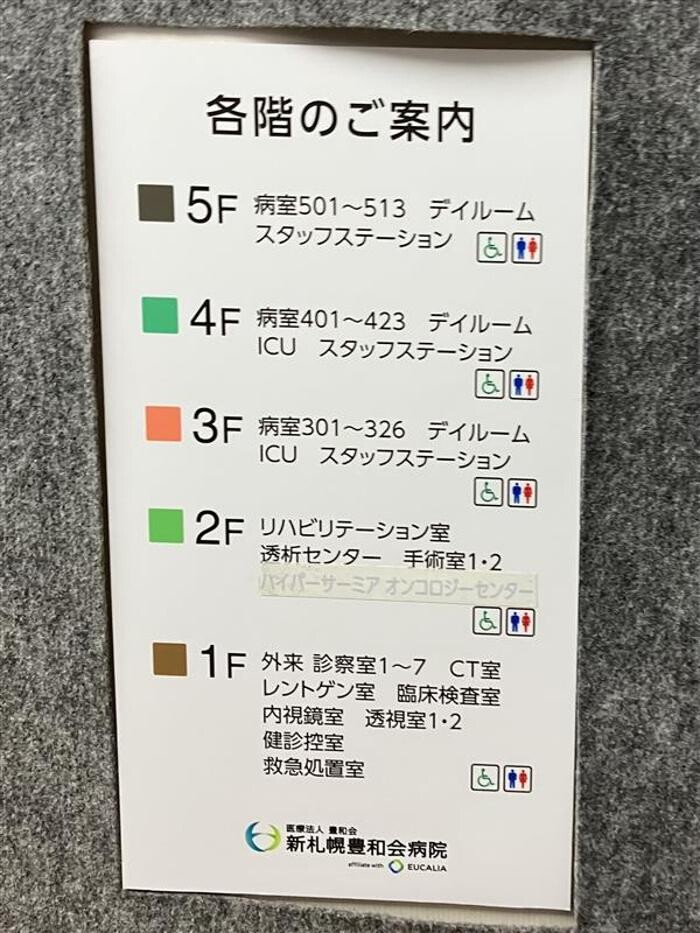 各階のご案内
5F 病室501～513 デイルーム
スタッフステーション
4F 病室401～423 デイルーム
ICU スタッフステーション
3F 病室301～326 デイルーム
ICU スタッフステーション
2F リハビリテーション室
透析センター 手術室1・2
ハイパーサーミア オンコロジーセンター
1F 外来 診察室1～7 CT室
レントゲン室 臨床検査室
内視鏡室 透視室1・2
健診控室
救急処置室
医療法人 豊和会
新札幌豊和会病院
affiliate with EUCALIA